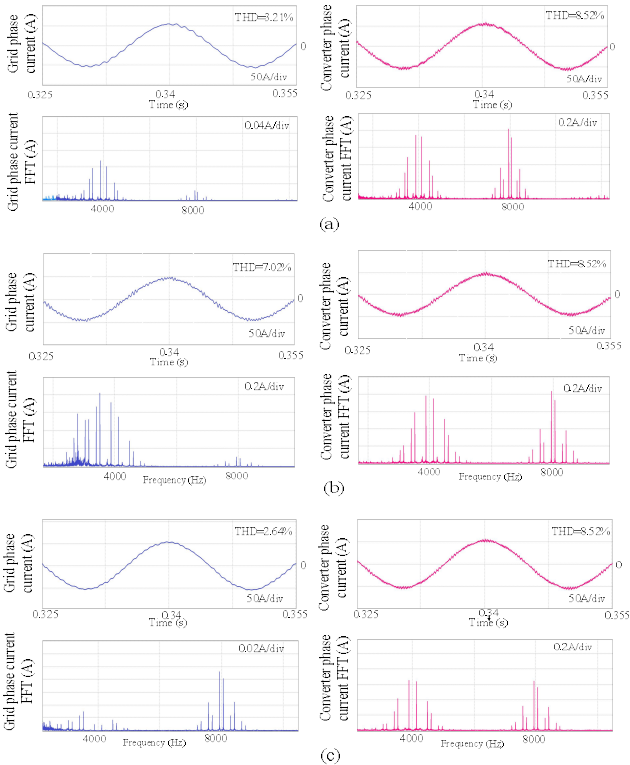 Grid phase
current (A)
THD=3.21%
0
50A/div
0.325
0.34
0.355
Time (s)
Converter phase
current (A)
THD=8.52%
0
50A/div
0.325
0.34
0.355
Time (s)
Grid phase current
FFT (A)
0.04A/div
4000
8000
Converter phase
current FFT (A)
0.2A/div
4000
8000
(a)
Grid phase
current (A)
THD=7.02%
0
50A/div
0.325
0.34
0.355
Time (s)
Converter phase
current (A)
THD=8.52%
0
50A/div
0.325
0.34
0.355
Time (s)
Grid phase current
FFT (A)
0.2A/div
4000
8000
Frequency (Hz)
Converter phase
current FFT (A)
0.2A/div
4000
8000
Frequency (Hz)
(b)
Grid phase
current (A)
THD=2.64%
0
50A/div
0.325
0.34
0.355
Time (s)
Converter phase
current (A)
THD=8.52%
0
50A/div
0.325
0.34
0.355
Time (s)
Grid phase current
FFT (A)
0.02A/div
4000
8000
Frequency (Hz)
Converter phase
current FFT (A)
0.2A/div
4000
8000
Frequency (Hz)
(c)